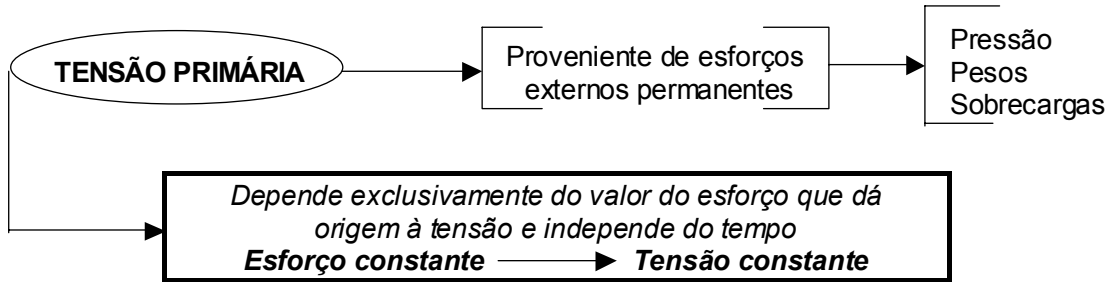 TENSÃO PRIMÁRIA
Proveniente de esforços
externos permanentes
Pressão
Pesos
Sobrecargas
Depende exclusivamente do valor do esforço que dá
origem à tensão e independe do tempo
Esforço constante Tensão constante